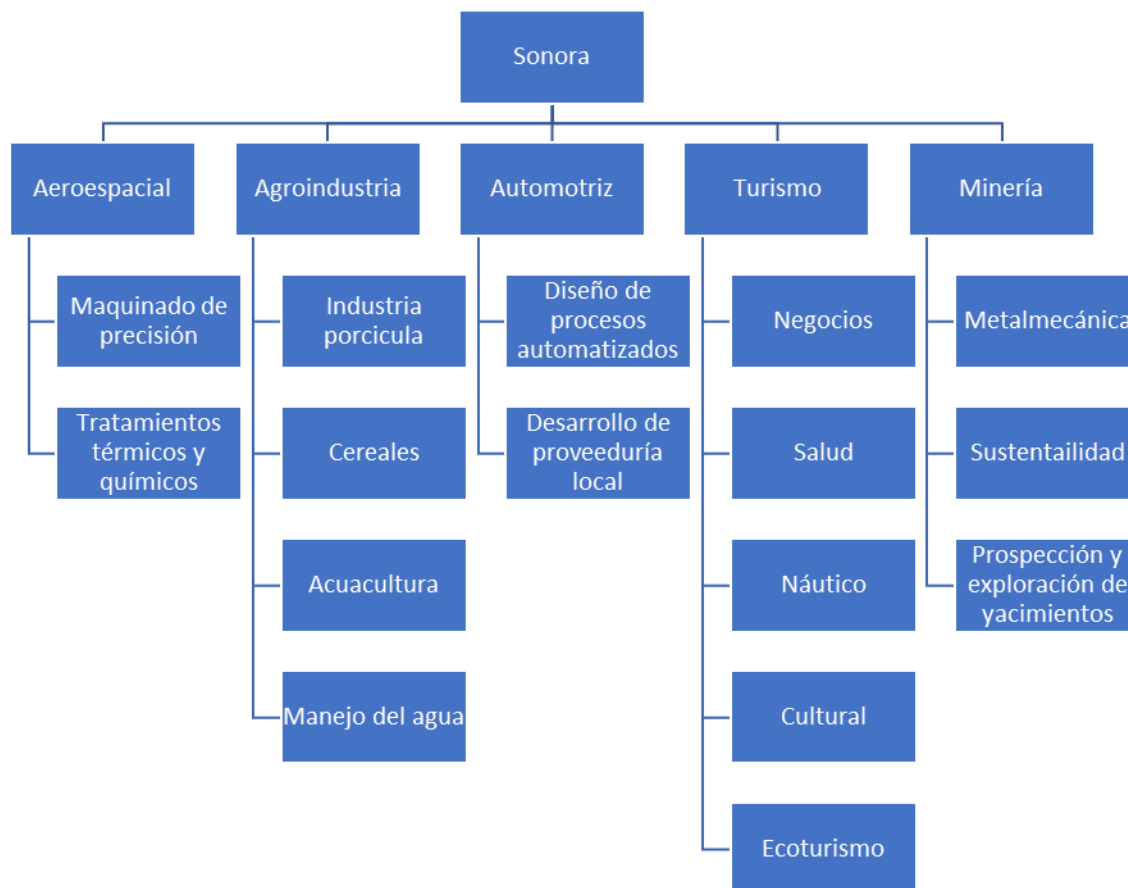 Sonora
Aeroespacial
Agroindustria
Automotriz
Turismo
Minería
Maquinado de
precisión
Tratamientos
térmicos y
químicos
Industria
porcicula
Cereales
Acuacultura
Manejo del agua
Diseño de
procesos
automatizados
Desarrollo de
proveeduría
local
Negocios
Salud
Náutico
Cultural
Ecoturismo
Metalmecánica
Sustentailidad
Prospección y
exploración de
yacimientos